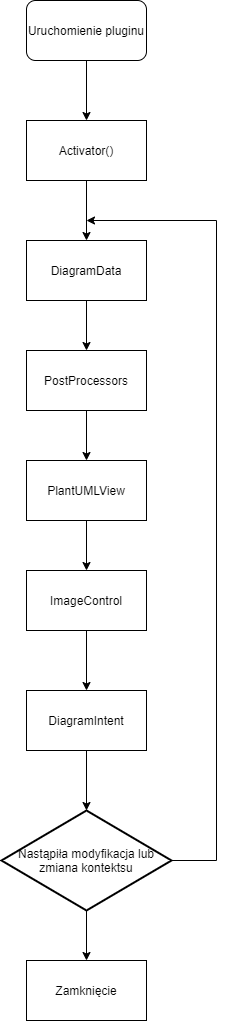 Uruchomienie pluginu
Activator()
DiagramData
PostProcessors
PlantUMLView
ImageControl
DiagramIntent
Nastąpiła modyfikacja lub
zmiana kontektsu
Zamknięcie